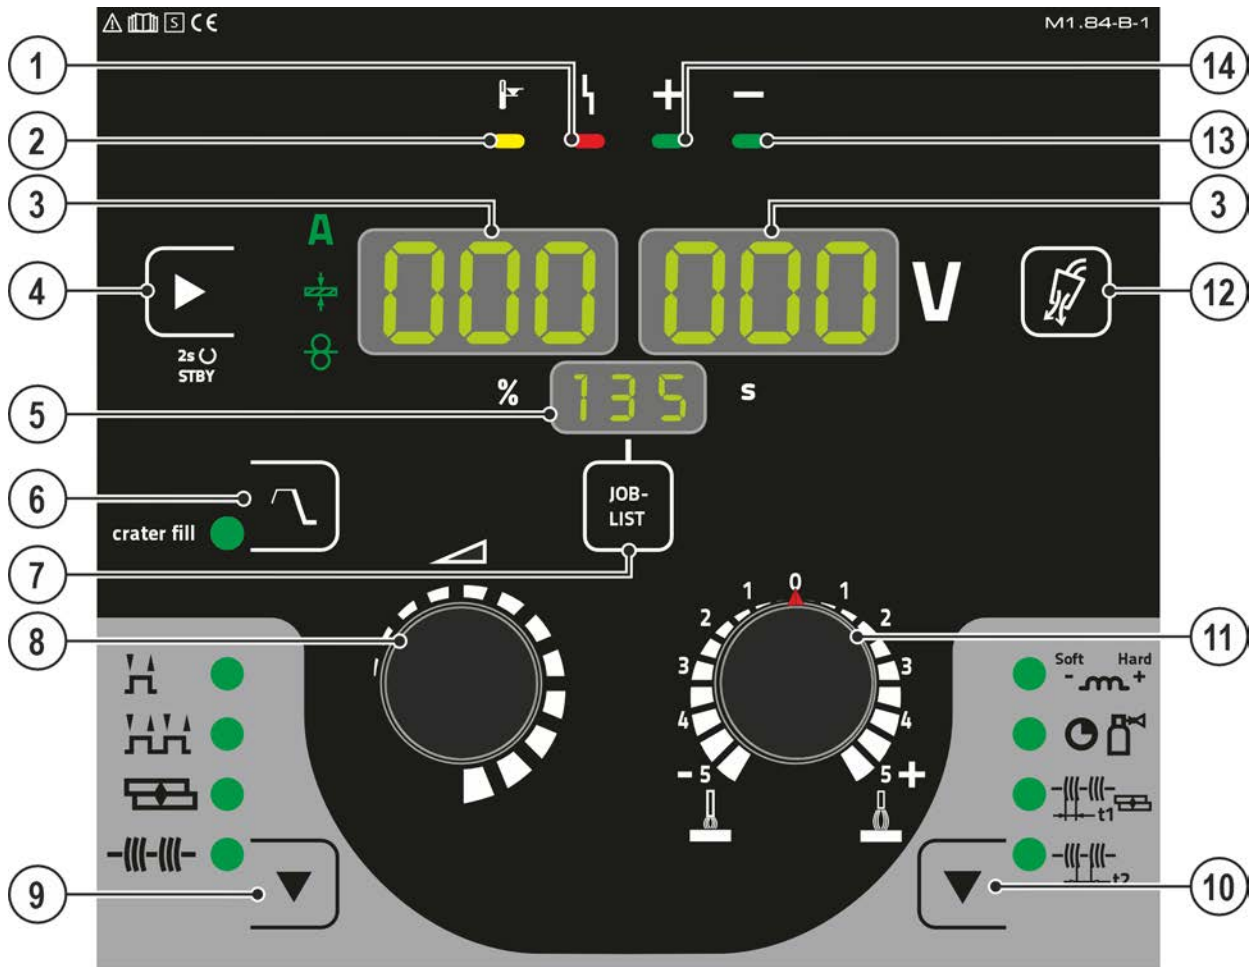 S CE M1.84-B-1
1 14
+ -
2 13
3 3
A 000 000 V
4 12
2s
STBY
% 135 s
5
6 JOB-
LIST
crater fill
7
0
1 1
8 2 2 11
3 3
4 4
- 5 5 +
Soft Hard
- +
t1
t2
9 10